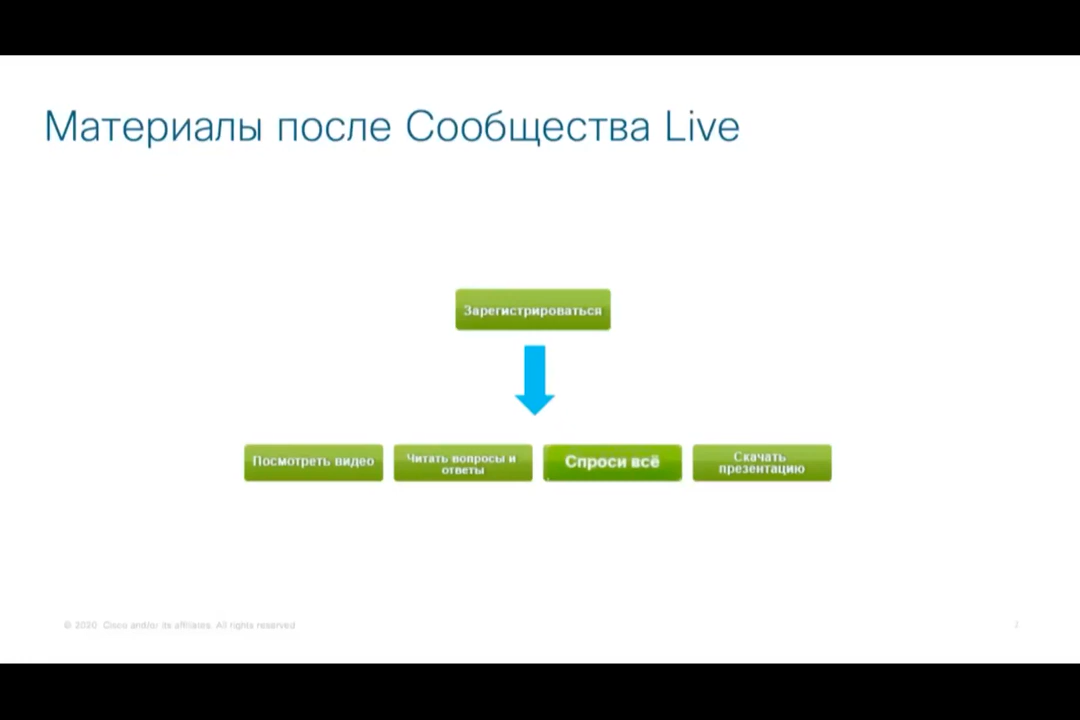 Материалы после Сообщества Live
Зарегистрироваться
Посмотреть видео
Читать вопросы и
ответы
Спроси всё
Скачать
презентацию
© 2020 Cisco and/or its affiliates. All rights reserved
2